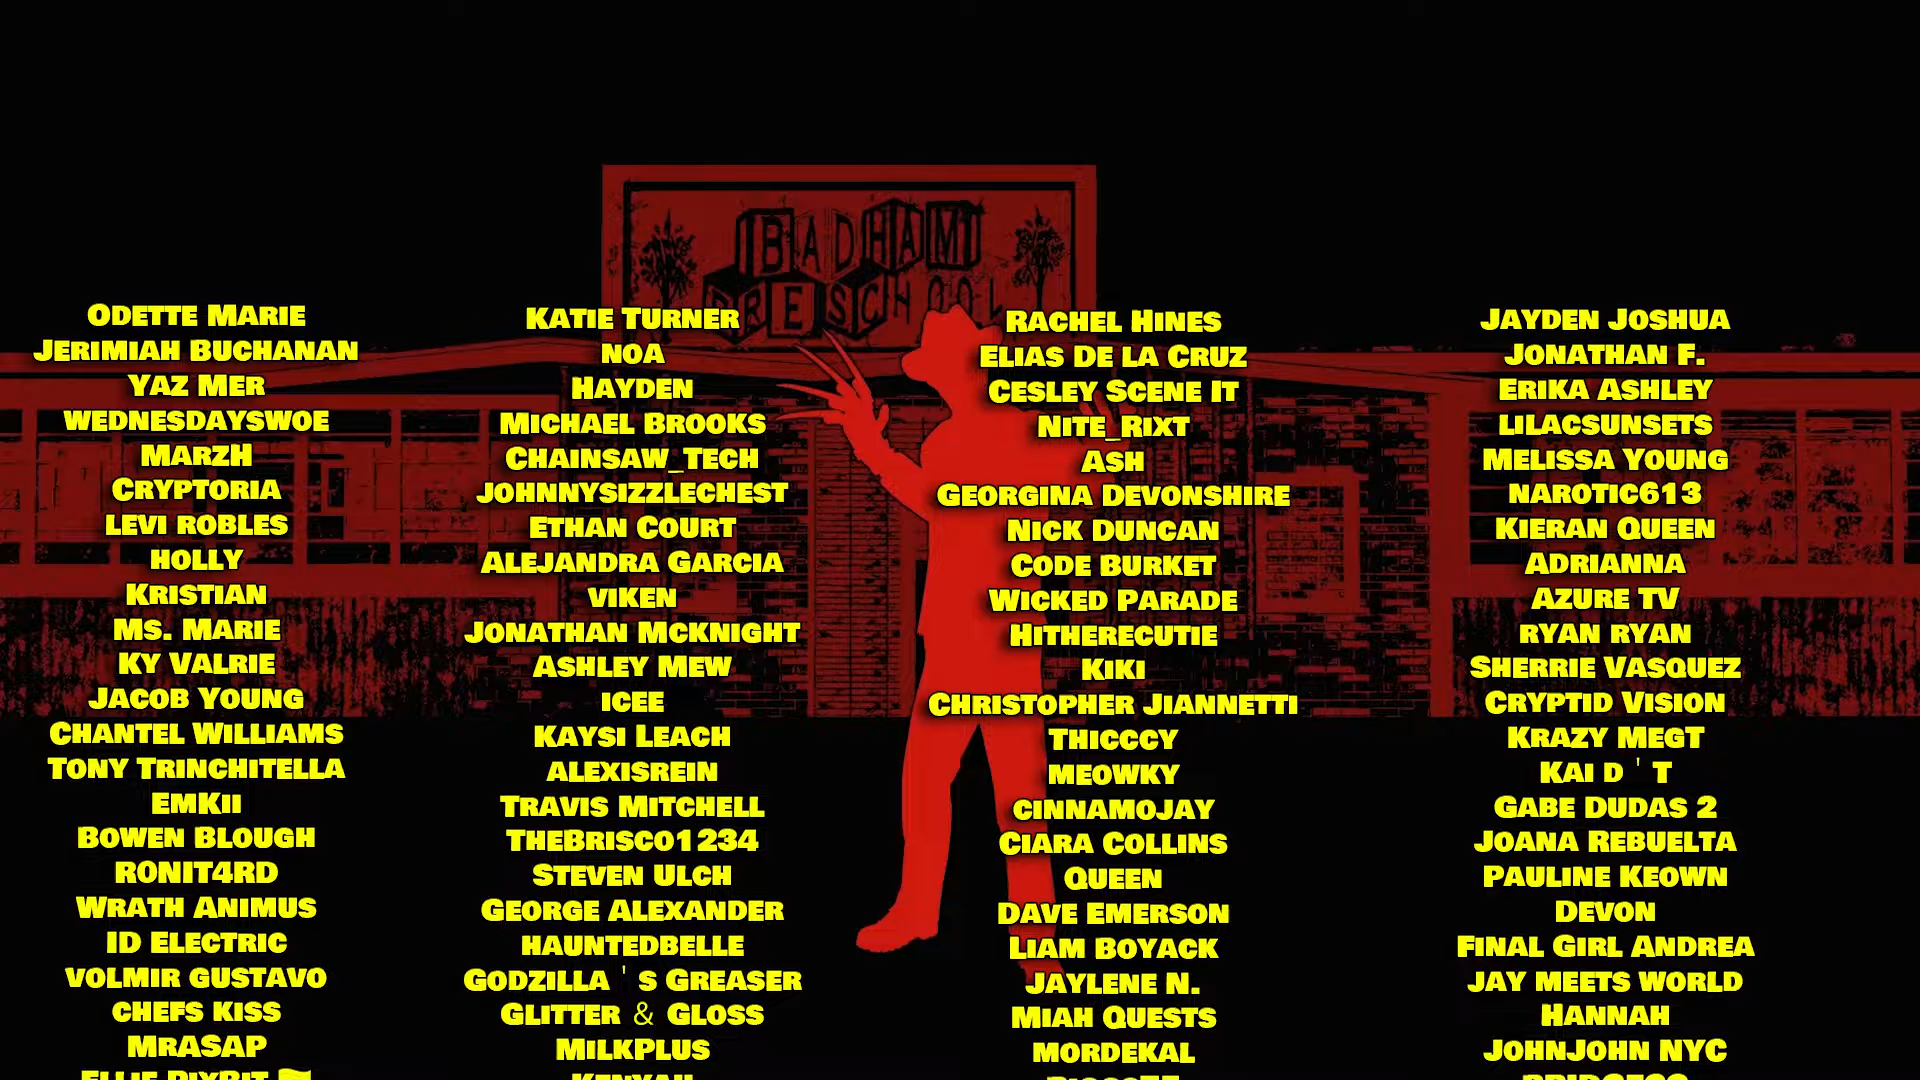 BADHAM
PRESCHOOL
Odette Marie
Jerimiah Buchanan
Yaz Mer
wednesdayswoe
MarzH
Cryptoria
levi robles
holly
Kristian
Ms. Marie
Ky Valrie
Jacob Young
Chantel Williams
Tony Trinchitella
EmKii
Bowen Blough
R0NIT4RD
Wrath Animus
ID Electric
volmir gustavo
chefs kiss
MrASAP
Katie Turner
noa
Hayden
Michael Brooks
Chainsaw_tech
johnnysizzlechest
Ethan Court
Alejandra Garcia
viken
Jonathan Mcknight
Ashley Mew
icee
Kaysi Leach
alexisrein
Travis Mitchell
TheBrisco1234
Steven Ulch
George Alexander
hauntedbelle
Godzilla's Greaser
Glitter & Gloss
MilkPlus
Kenyah
Rachel Hines
Elias De la Cruz
Cesley Scene It
Nite_Rixt
Ash
Georgina Devonshire
Nick Duncan
Code Burket
Wicked Parade
Hitherecutie
Kiki
Christopher Jiannetti
Thicccy
meowky
cinnamojay
Ciara Collins
Queen
Dave Emerson
Liam Boyack
Jaylene N.
Miah Quests
mordekal
Jayden Joshua
Jonathan F.
Erika Ashley
lilacsunsets
Melissa Young
narotic613
Kieran Queen
Adrianna
Azure TV
ryan ryan
Sherrie Vasquez
Cryptid Vision
Krazy MegT
Kai d'T
Gabe Dudas 2
Joana Rebuelta
Pauline Keown
Devon
Final Girl Andrea
jay meets world
Hannah
JohnJohn NYC